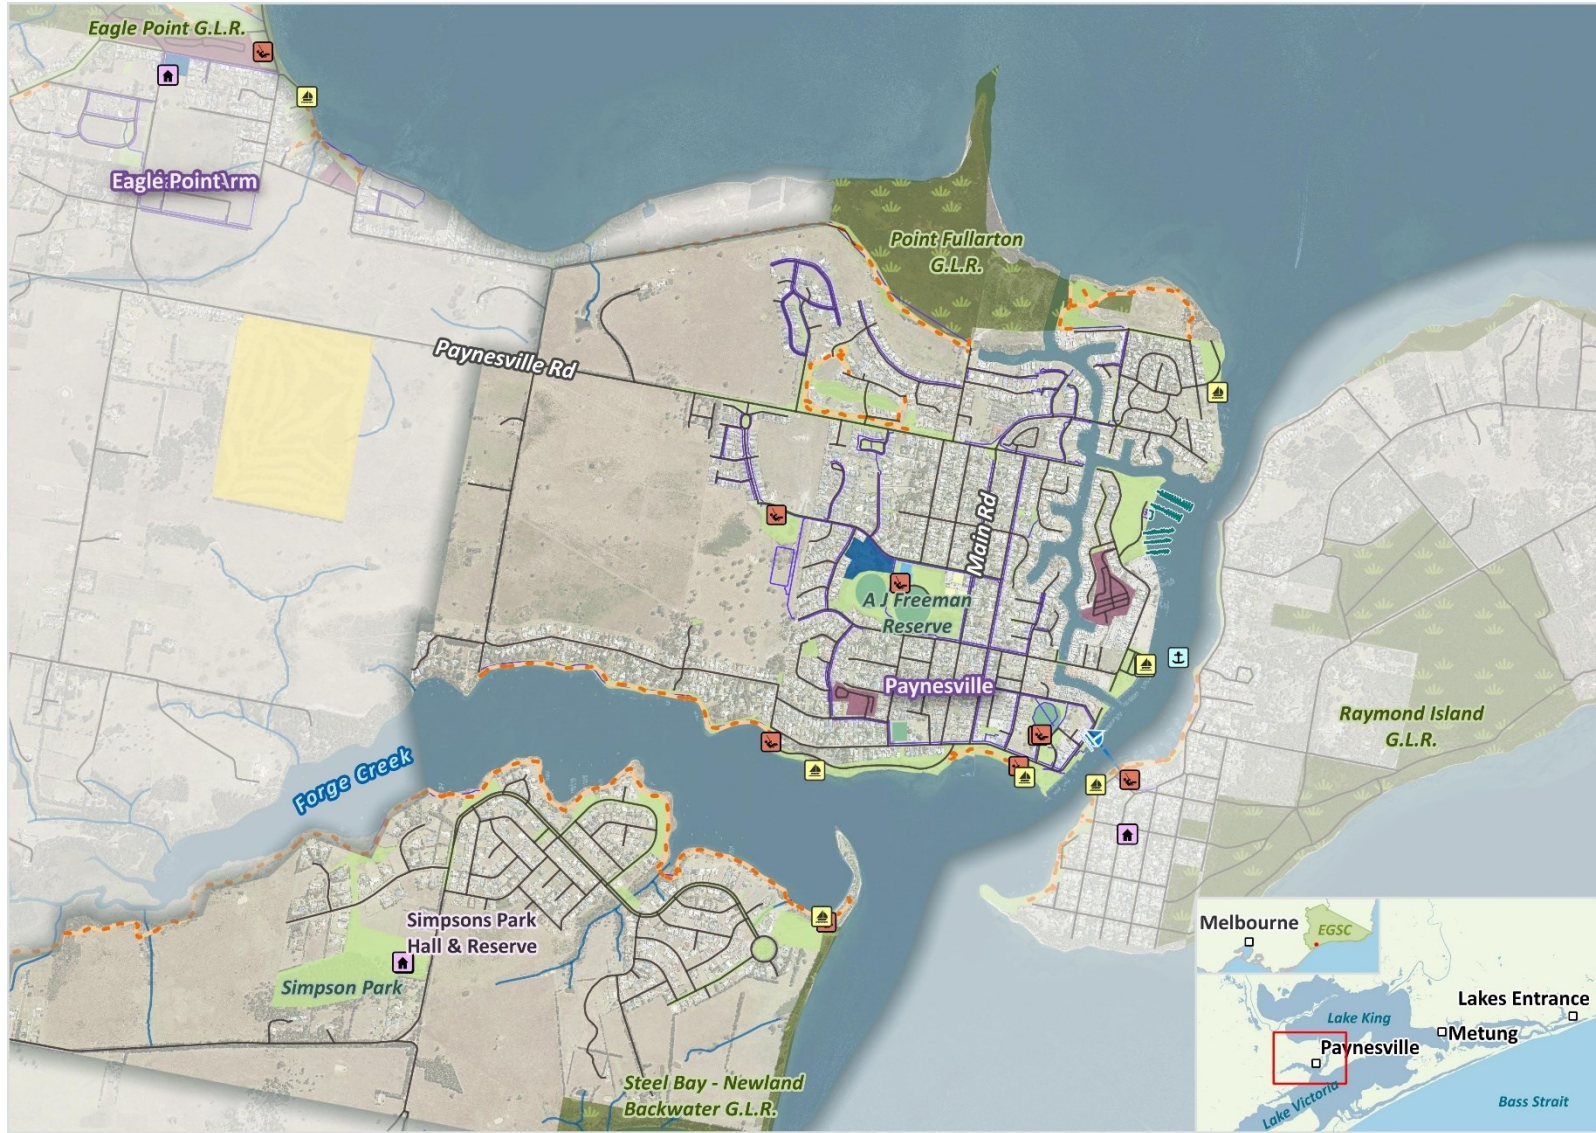 Eagle Point G.L.R.
Eagle Point
Point Fullarton
G.L.R.
Paynesville Rd
Main Rd
A J Freeman
Reserve
Paynesville
Raymond Island
G.L.R.
Forge Creek
Simpsons Park
Hall & Reserve
Simpson Park
Steel Bay - Newland
Backwater G.L.R.
Melbourne
EGSC
Lakes Entrance
Lake King
Metung
Paynesville
Lake Victoria
Bass Strait